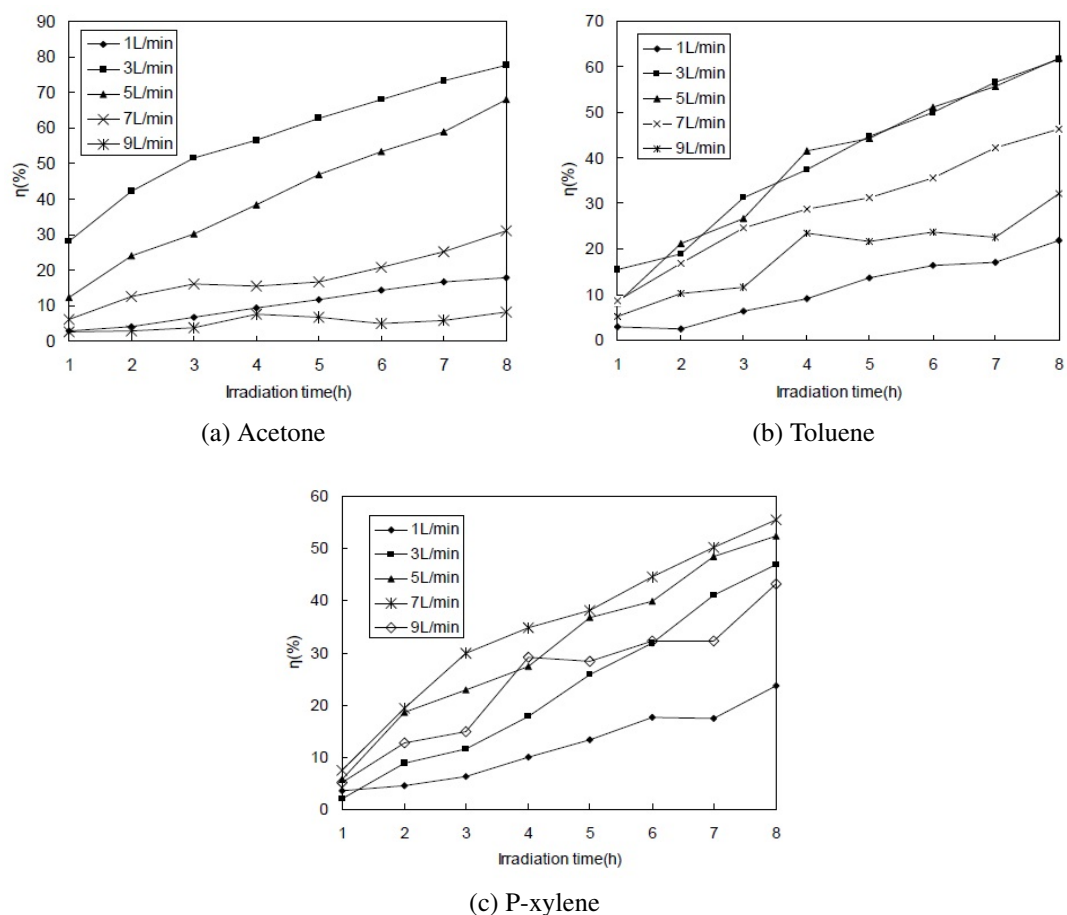 90
80
70
60
50
40
30
20
10
0
η(%)
1L/min
3L/min
5L/min
7L/min
9L/min
1 2 3 4 5 6 7 8
Irradiation time(h)
(a) Acetone
70
60
50
40
30
20
10
0
η(%)
1L/min
3L/min
5L/min
7L/min
9L/min
1 2 3 4 5 6 7 8
Irradiation time(h)
(b) Toluene
60
50
40
30
20
10
0
η(%)
1L/min
3L/min
5L/min
7L/min
9L/min
1 2 3 4 5 6 7 8
Irradiation time(h)
(c) P-xylene